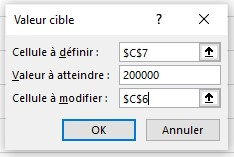 Valeur cible
Cellule à définir : $C$7
Valeur à atteindre : 200000
Cellule à modifier : $C$6
OK Annuler